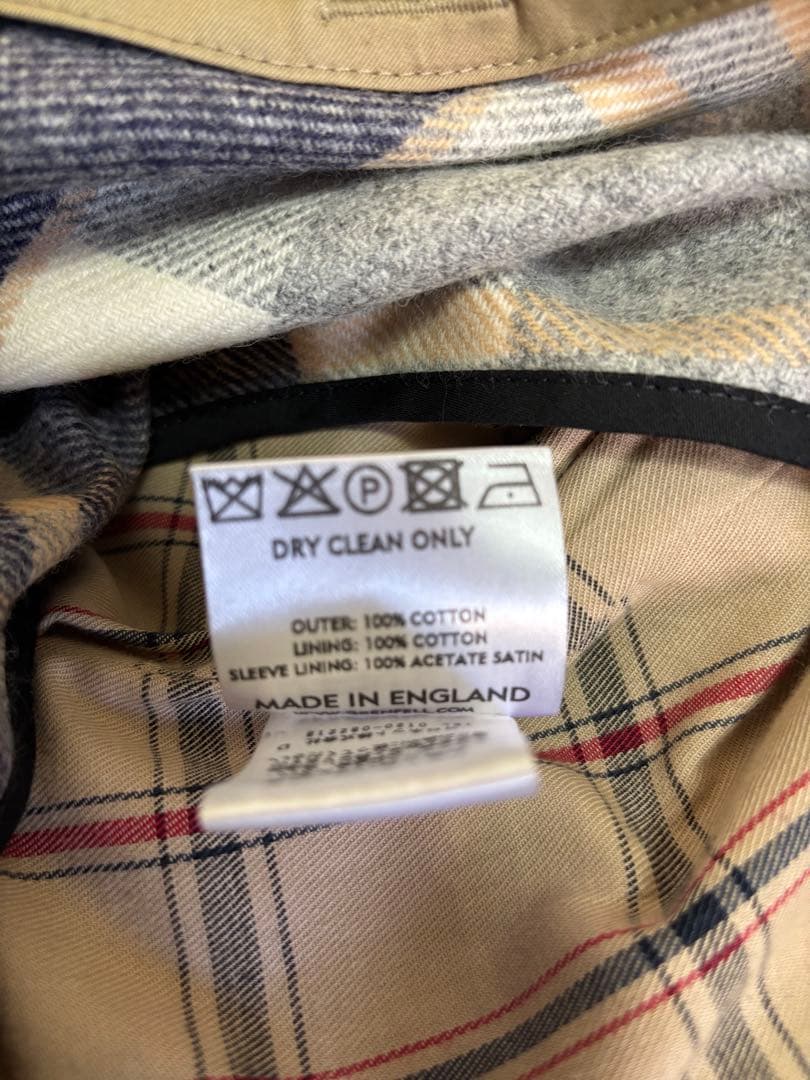 P
DRY CLEAN ONLY
OUTER: 100% COTTON
LINING: 100% COTTON
SLEEVE LINING: 100% ACETATE SATIN
MADE IN ENGLAND